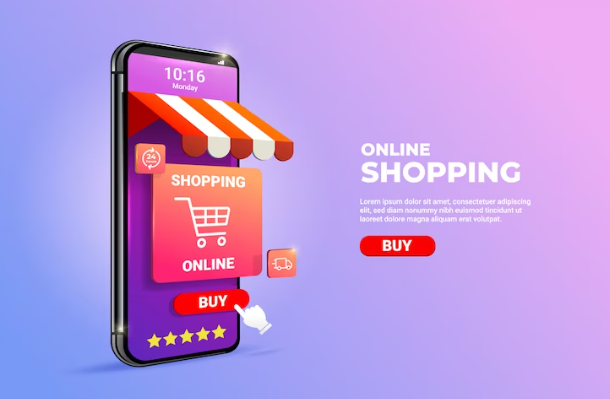 10:16
Monday
24
SHOPPING
ONLINE
BUY
ONLINE
SHOPPING
Lorem ipsum dolor sit amet, consectetuer adipiscing
elit, sed diam nonummy nibh euismod tincidunt ut
laoreet dolore magna aliquam erat volutpat.
BUY